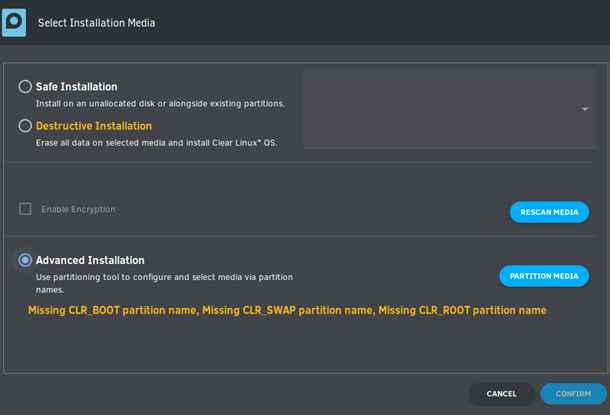 Select Installation Media
Safe Installation
Install on an unallocated disk or alongside existing partitions.
Destructive Installation
Erase all data on selected media and install Clear Linux* OS.
Enable Encryption
RESCAN MEDIA
Advanced Installation
Use partitioning tool to configure and select media via partition
names.
PARTITION MEDIA
Missing CLR_BOOT partition name, Missing CLR_SWAP partition name, Missing CLR_ROOT partition name
CANCEL
CONFIRM